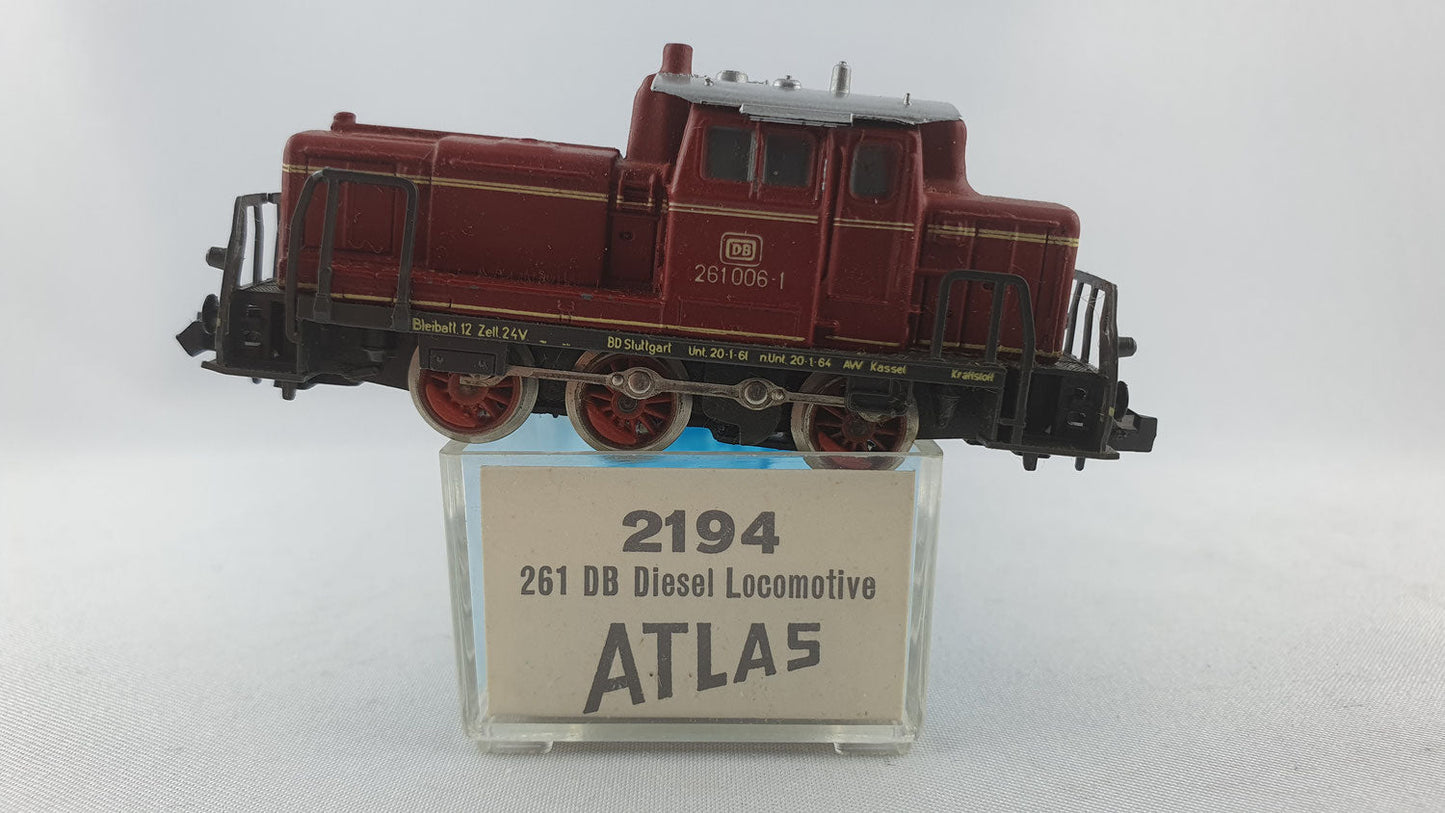 DB
261 006-1
Bleibatt. 12 Zell. 24V BD Stuttgart Unt. 20-1-61 n.Unt. 20-1-64 AW Kassel Kraftstoff
2194
261 DB Diesel Locomotive
ATLAS